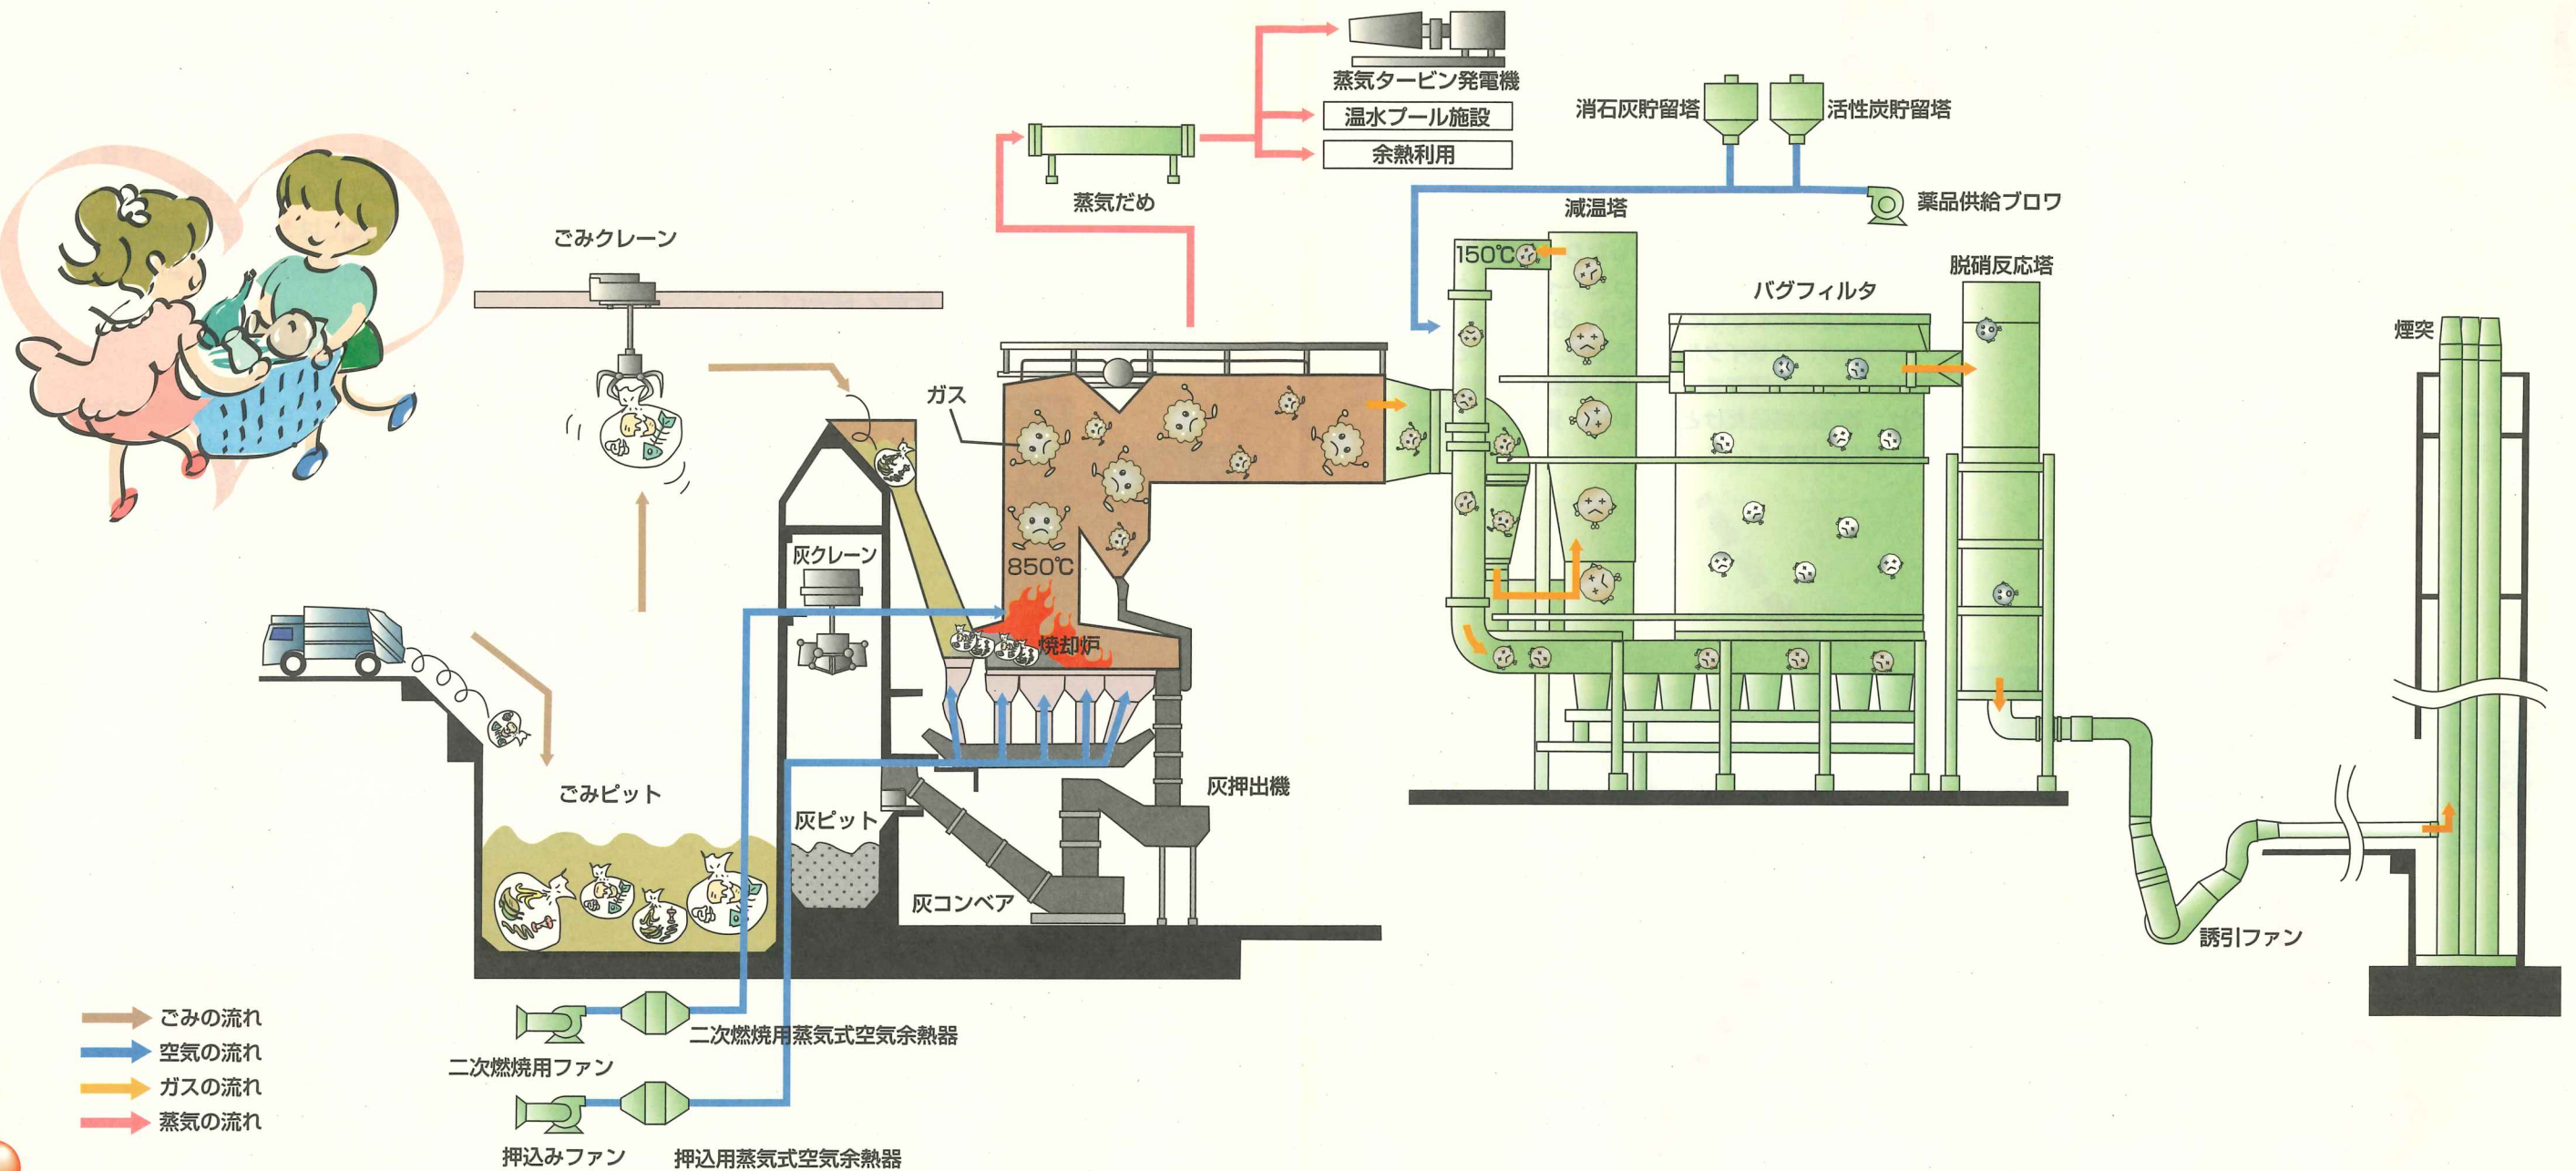 蒸気タービン発電機
温水プール施設
余熱利用
蒸気だめ
消石灰貯留塔
活性炭貯留塔
薬品供給ブロワ
減温塔
150℃
脱硝反応塔
バグフィルタ
煙突
ごみクレーン
ガス
灰クレーン
850℃
焼却炉
ごみピット
灰ピット
灰押出機
灰コンベア
誘引ファン
ごみの流れ
空気の流れ
ガスの流れ
蒸気の流れ
二次燃焼用蒸気式空気余熱器
二次燃焼用ファン
押込みファン
押込用蒸気式空気余熱器